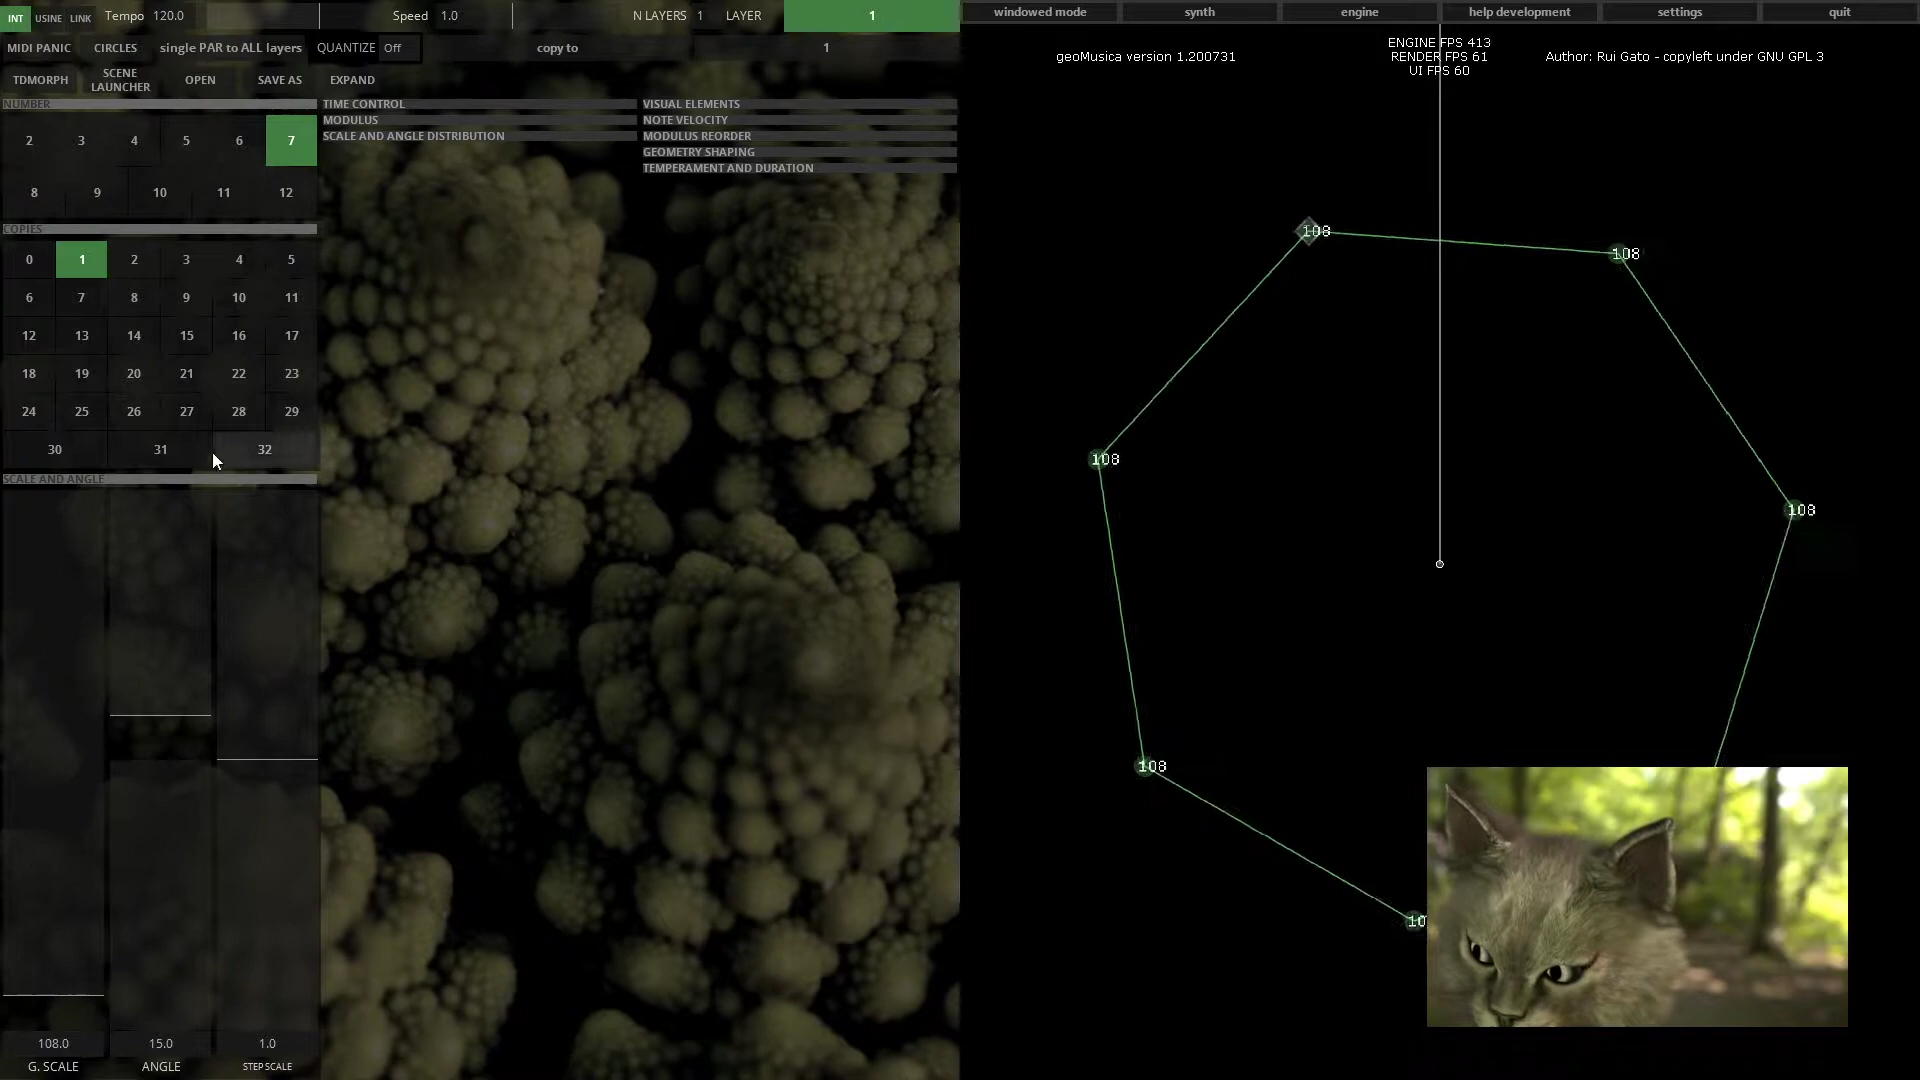 INT USINE LINK Tempo 120.0 Speed 1.0 N LAYERS 1 LAYER 1
MIDI PANIC CIRCLES single PAR to ALL layers QUANTIZE Off copy to 1
TDMORPH SCENE LAUNCHER OPEN SAVE AS EXPAND
NUMBER
2 3 4 5 6 7
8 9 10 11 12
COPIES
0 1 2 3 4 5
6 7 8 9 10 11
12 13 14 15 16 17
18 19 20 21 22 23
24 25 26 27 28 29
30 31 32
SCALE AND ANGLE
108.0 15.0 1.0
G. SCALE ANGLE STEPSCALE
TIME CONTROL
MODULUS
SCALE AND ANGLE DISTRIBUTION
VISUAL ELEMENTS
NOTE VELOCITY
MODULUS REORDER
GEOMETRY SHAPING
TEMPERAMENT AND DURATION
windowed mode synth engine help development settings quit
geoMusica version 1.200731
ENGINE FPS 413
RENDER FPS 61
UI FPS 60
Author: Rui Gato - copyleft under GNU GPL 3
108
108
108
108
108
10